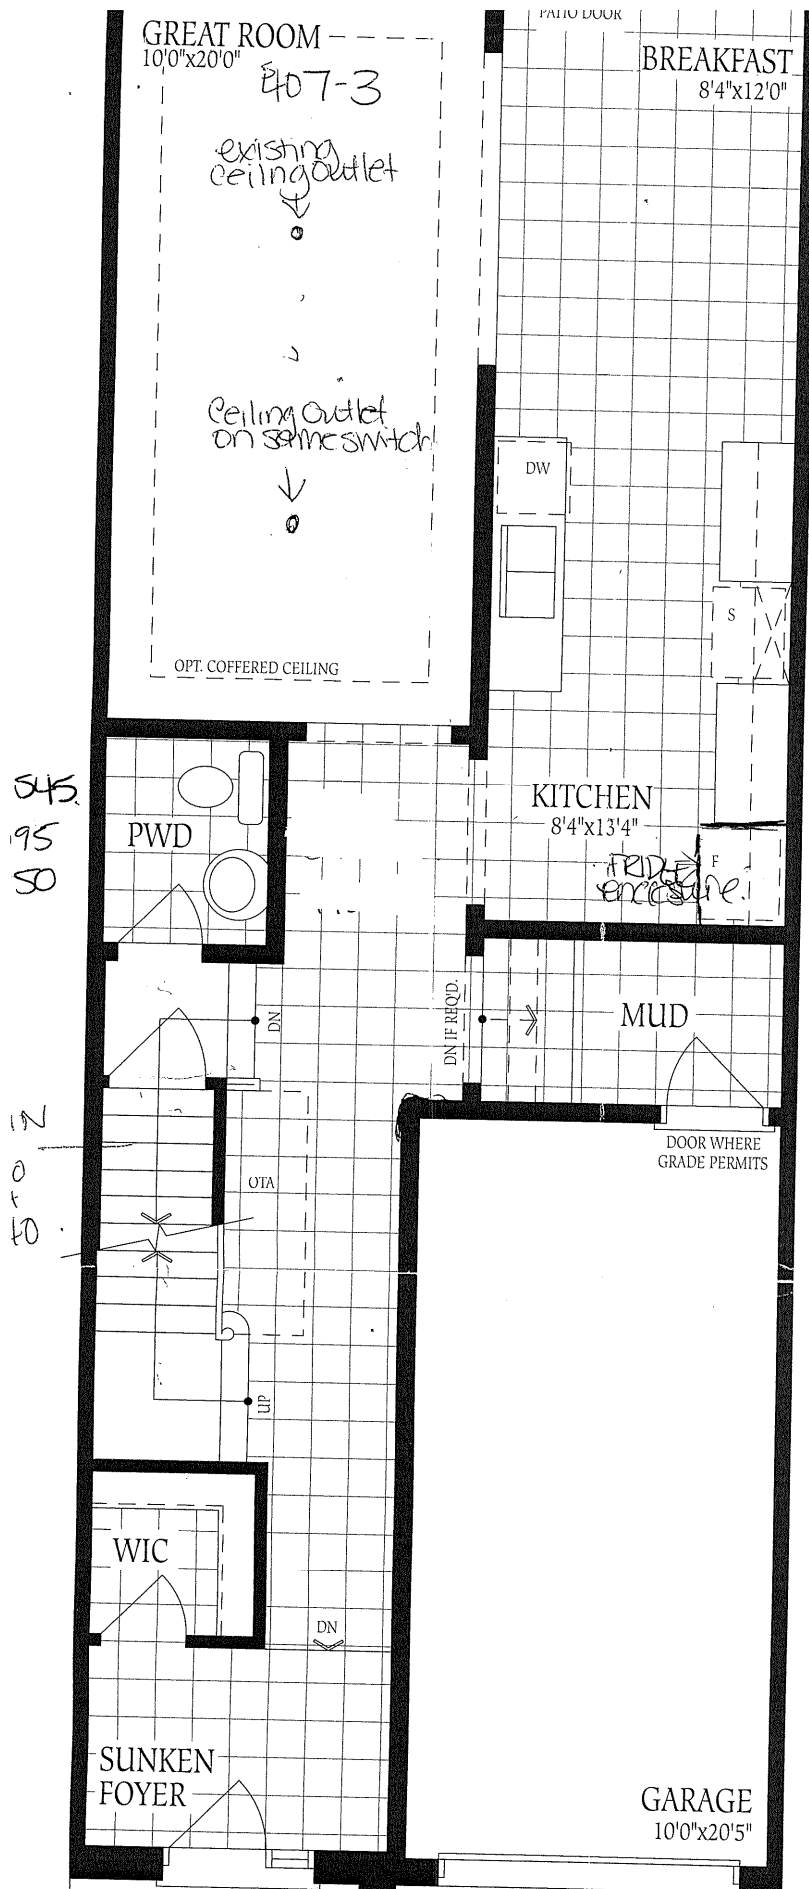 PATIO DOOR
GREAT ROOM
10'0"x20'0"
407-3
BREAKFAST
8'4"x12'0"
existing
ceiling outlet
Ceiling Outlet
on same switch
DW
S
OPT. COFFERED CEILING
545.
95
50
PWD
KITCHEN
8'4"x13'4"
FRIDGE
enclosure.
F
DN
DN IF REQ'D.
MUD
DOOR WHERE
GRADE PERMITS
IN
OTA
UP
WIC
DN
SUNKEN
FOYER
GARAGE
10'0"x20'5"